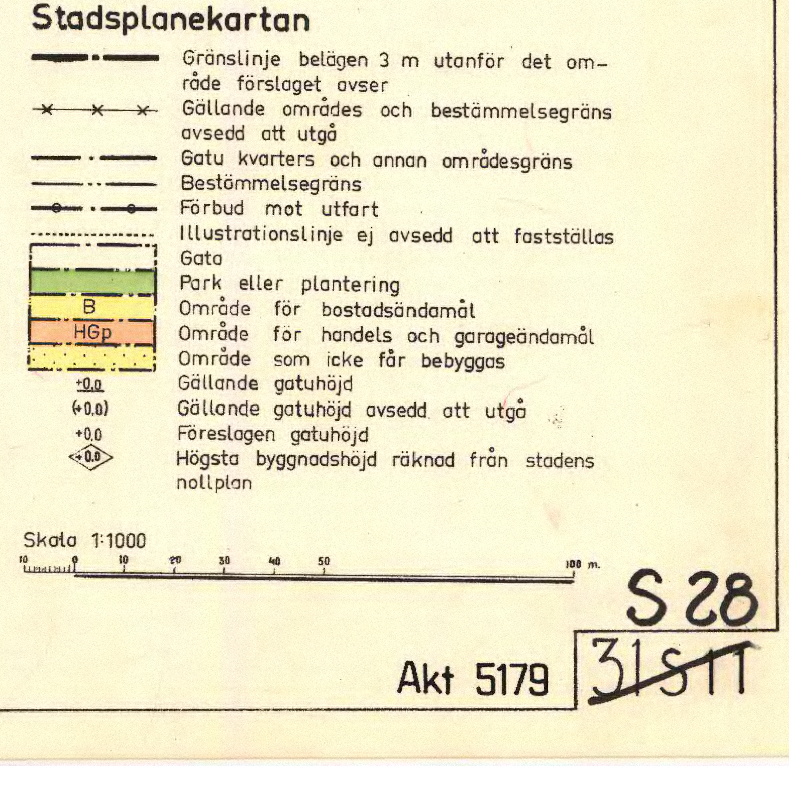 Stadsplanekartan
Gränslinje belägen 3 m utanför det om-
råde förslaget avser
Gällande områdes och bestämmelsegräns
avsedd att utgå
Gatu kvarters och annan områdesgräns
Bestämmelsegräns
Förbud mot utfart
Illustrationslinje ej avsedd att fastställas
Gata
Park eller plantering
B Område för bostadsändamål
HGp Område för handels och garageändamål
Område som icke får bebyggas
+0,0 Gällande gatuhöjd
(+0,0) Gällande gatuhöjd avsedd att utgå
+0,0 Föreslagen gatuhöjd
+0,0 Högsta byggnadshöjd räknad från stadens
nollplan
Skala 1:1000
10 0 10 20 30 40 50 100 m.
S 28
Akt 5179 31S11